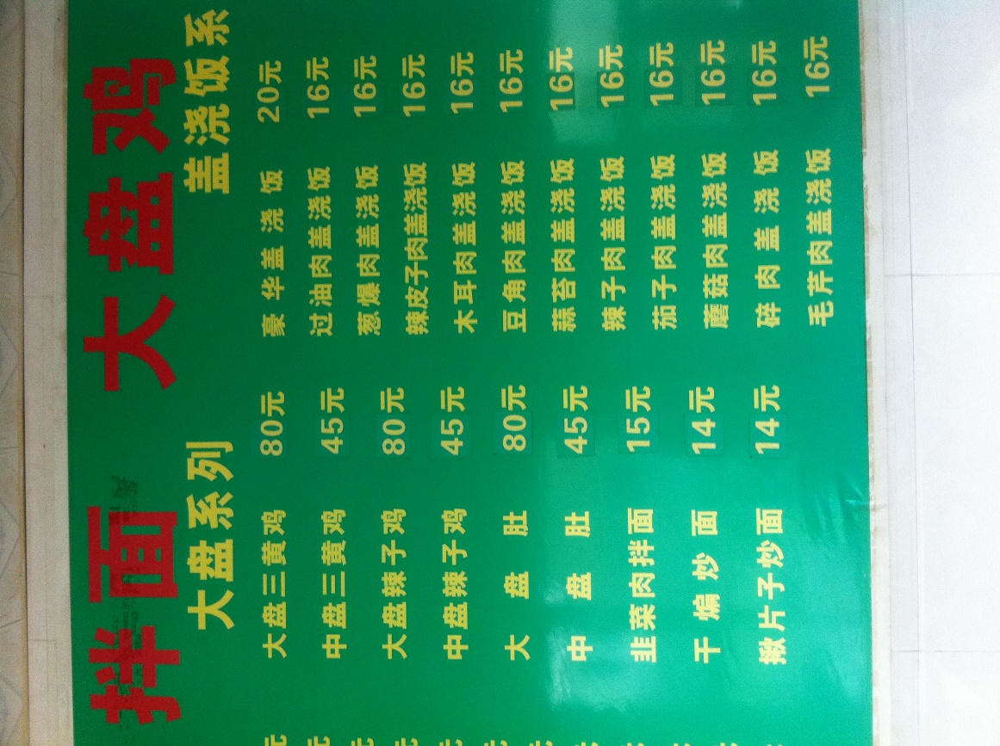 拌面 大盘鸡
大盘系列
大盘三黄鸡 80元
中盘三黄鸡 45元
大盘辣子鸡 80元
中盘辣子鸡 45元
大盘肚 80元
中盘肚 45元
韭菜肉拌面 15元
干煸炒面 14元
揪片子炒面 14元
盖浇饭系
豪华盖浇饭 20元
过油肉盖浇饭 16元
葱爆肉盖浇饭 16元
辣皮子肉盖浇饭 16元
木耳肉盖浇饭 16元
豆角肉盖浇饭 16元
蒜苔肉盖浇饭 16元
辣子肉盖浇饭 16元
茄子肉盖浇饭 16元
蘑菇肉盖浇饭 16元
碎肉盖浇饭 16元
毛芹肉盖浇饭 16元